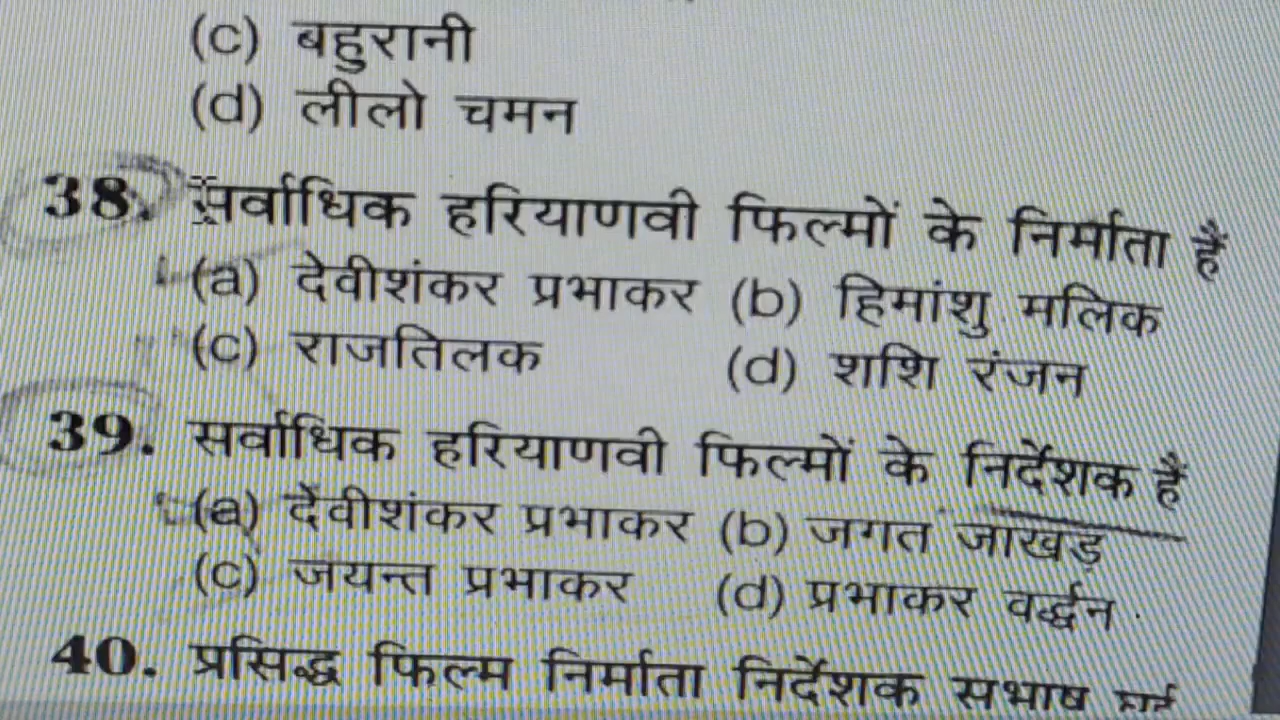 (c) बहुरानी
(d) लीलो चमन
38. सर्वाधिक हरियाणवी फिल्मों के निर्माता हैं
(a) देवीशंकर प्रभाकर (b) हिमांशु मलिक
(c) राजतिलक (d) शशि रंजन
39. सर्वाधिक हरियाणवी फिल्मों के निर्देशक हैं
(a) देवीशंकर प्रभाकर (b) जगत जाखड़
(c) जयन्त प्रभाकर (d) प्रभाकर वर्द्धन
40. प्रसिद्ध फिल्म निर्माता निर्देशक